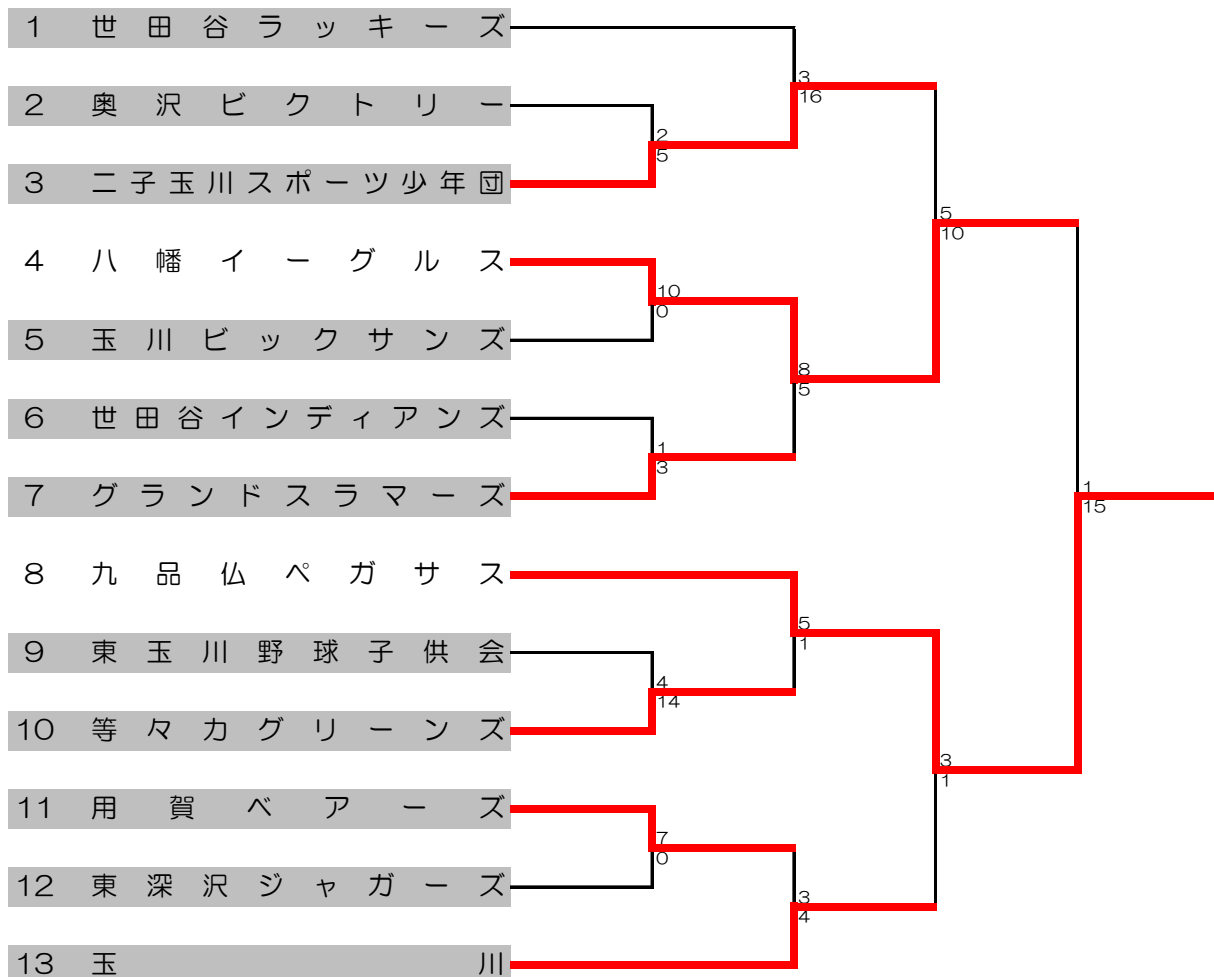 1 世田谷ラッキーズ
3
16
2 奥沢ビクトリー
2
5
3 二子玉川スポーツ少年団
5
10
4 八幡イーグルス
10
0
5 玉川ビックサンズ
8
5
6 世田谷インディアンズ
1
3
7 グランドスラマーズ
1
15
8 九品仏ペガサス
5
1
9 東玉川野球子供会
4
14
10 等々力グリーンズ
3
1
11 用賀ベアーズ
7
0
12 東深沢ジャガーズ
3
4
13 玉川